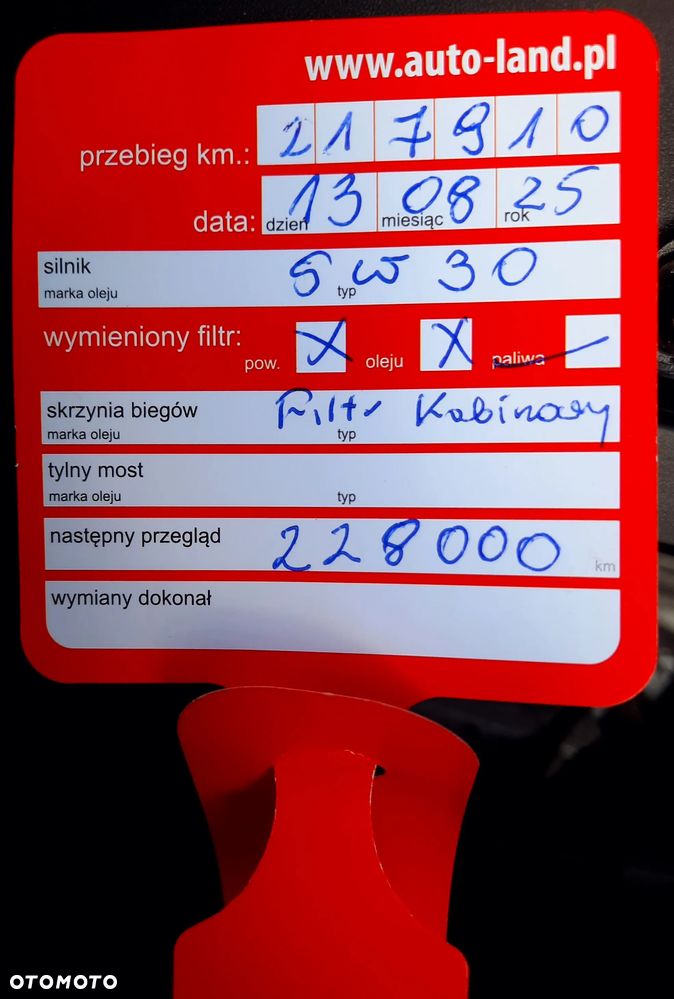 www.auto-land.pl
przebieg km.: 217910
data: dzień 13 miesiąc 08 rok 25
silnik 5W30
marka oleju typ
wymieniony filtr: pow. X oleju X paliwa —
skrzynia biegów Filtr Kabinowy
marka oleju typ
tylny most
marka oleju typ
następny przegląd 228000 km
wymiany dokonał
OTOMOTO